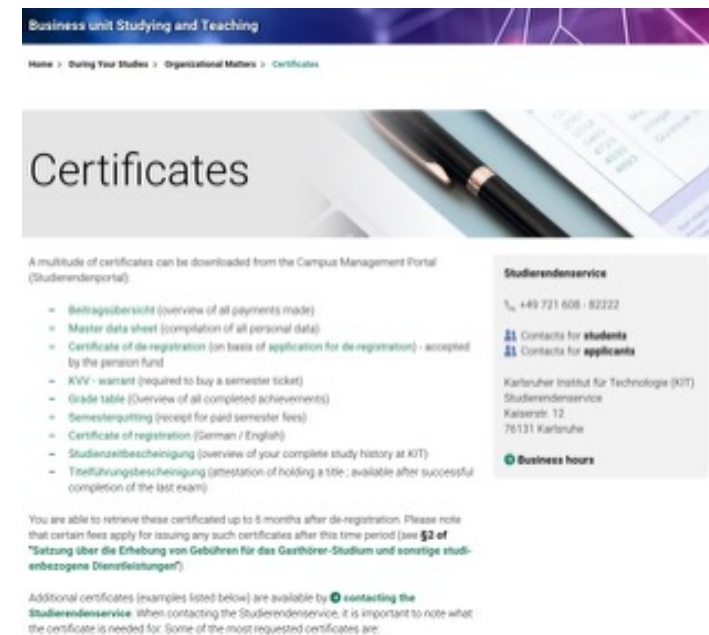 Business unit Studying and Teaching
Home > During Your Studies > Organizational Matters > Certificates
Certificates
A multitude of certificates can be downloaded from the Campus Management Portal
(Studierendenportal):
– Beitragsübersicht (overview of all payments made)
– Master data sheet (compilation of all personal data)
– Certificate of de-registration (on basis of application for de-registration) - accepted
by the pension fund
– KVV - warrant (required to buy a semester ticket)
– Grade table (Overview of all completed achievements)
– Semesterquitting (receipt for paid semester fees)
– Certificate of registration (German / English)
– Studienzeitbescheinigung (overview of your complete study history at KIT)
– Titelführungsbescheinigung (attestation of holding a title ; available after successful
completion of the last exam)
You are able to retrieve these certificated up to 6 months after de-registration. Please note
that certain fees apply for issuing any such certificates after this time period (see §2 of
"Satzung über die Erhebung von Gebühren für das Gasthörer-Studium und sonstige studi-
enbezogene Dienstleistungen").
Additional certificates (examples listed below) are available by contacting the
Studierendenservice. When contacting the Studierendenservice, it is important to note what
the certificate is needed for. Some of the most requested certificates are:
Studierendenservice
+49 721 608 - 82222
Contacts for students
Contacts for applicants
Karlsruher Institut für Technologie (KIT)
Studierendenservice
Kaiserstr. 12
76131 Karlsruhe
Business hours